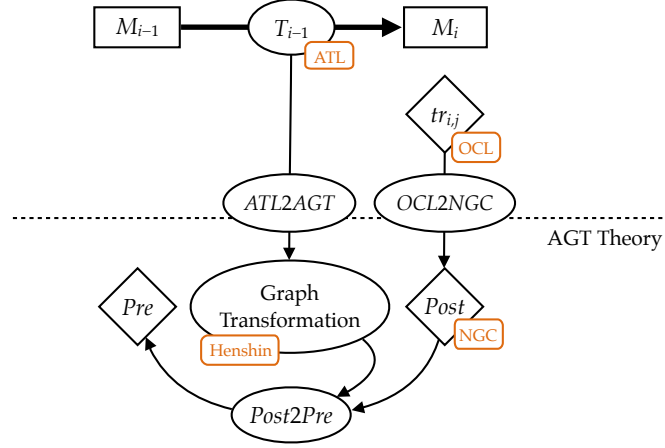 M_{i−1}
T_{i−1}
M_i
ATL
tr_{i,j}
OCL
ATL2AGT
OCL2NGC
AGT Theory
Pre
Graph
Transformation
Post
Henshin
NGC
Post2Pre